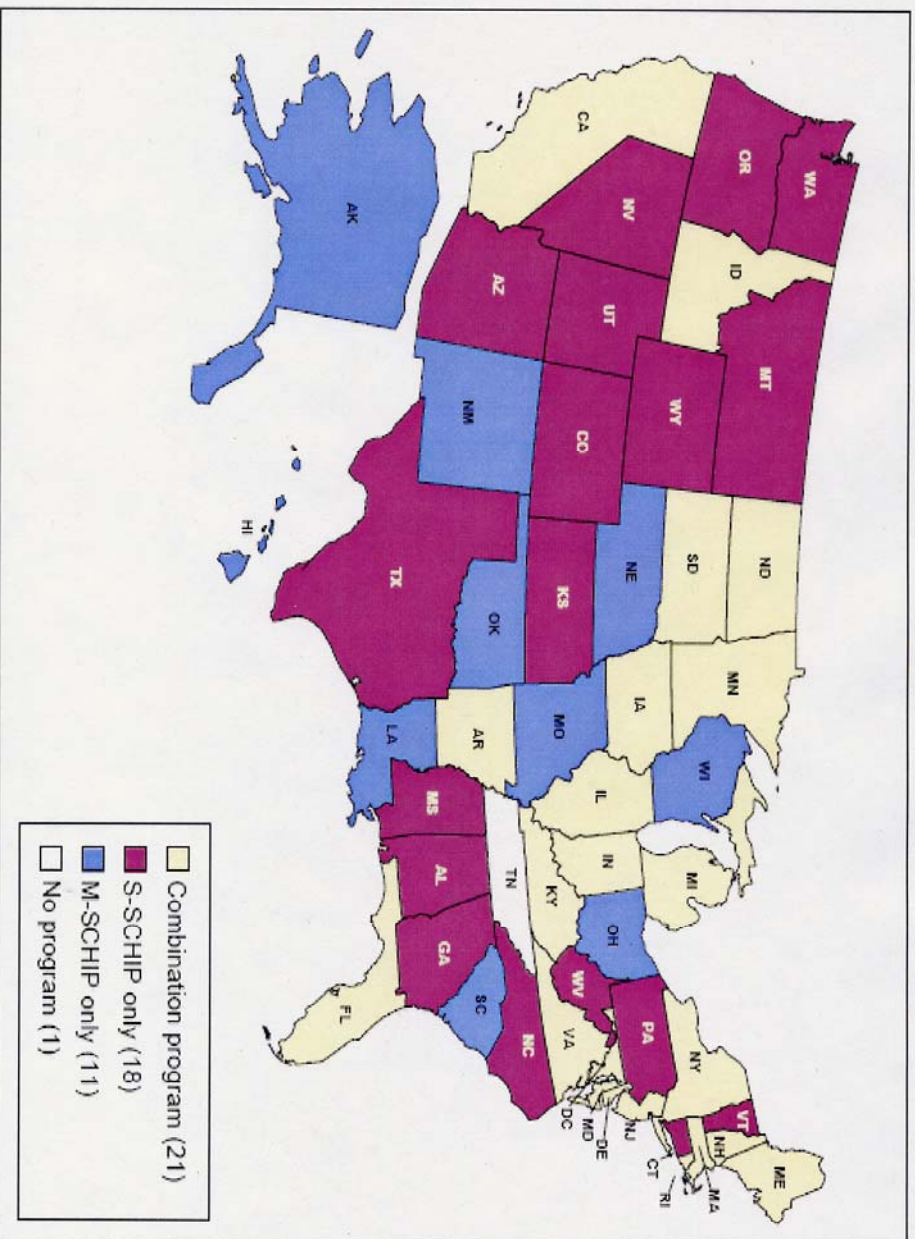 WA
OR
CA
NV
ID
MT
WY
UT
AZ
CO
NM
ND
SD
NE
KS
OK
TX
MN
IA
MO
AR
LA
WI
IL
MS
MI
IN
KY
TN
AL
OH
WV
GA
FL
SC
NC
VA
PA
NY
VT
NH
ME
MA
RI
CT
NJ
DE
MD
DC
AK
HI
Combination program (21)
S-SCHIP only (18)
M-SCHIP only (11)
No program (1)